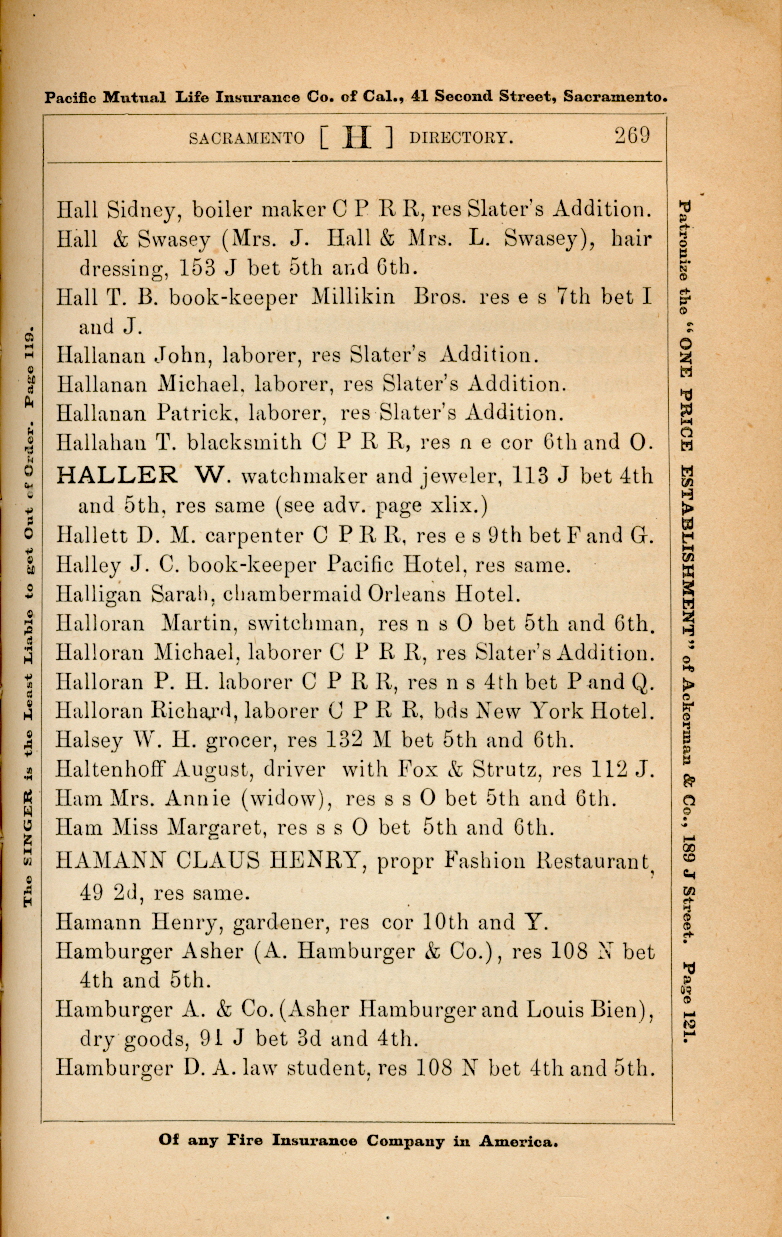 Pacific Mutual Life Insurance Co. of Cal., 41 Second Street, Sacramento.
SACRAMENTO [ H ] DIRECTORY. 269
Hall Sidney, boiler maker C P R R, res Slater's Addition.
Hall & Swasey (Mrs. J. Hall & Mrs. L. Swasey), hair
dressing, 153 J bet 5th and 6th.
Hall T. B. book-keeper Millikin Bros. res e s 7th bet I
and J.
Hallanan John, laborer, res Slater's Addition.
Hallanan Michael, laborer, res Slater's Addition.
Hallanan Patrick, laborer, res Slater's Addition.
Hallahan T. blacksmith C P R R, res n e cor 6th and O.
HALLER W. watchmaker and jeweler, 113 J bet 4th
and 5th, res same (see adv. page xlix.)
Hallett D. M. carpenter C P R R, res e s 9th bet F and G.
Halley J. C. book-keeper Pacific Hotel, res same.
Halligan Sarah, chambermaid Orleans Hotel.
Halloran Martin, switchman, res n s O bet 5th and 6th.
Halloran Michael, laborer C P R R, res Slater's Addition.
Halloran P. H. laborer C P R R, res n s 4th bet P and Q.
Halloran Richard, laborer C P R R, bds New York Hotel.
Halsey W. H. grocer, res 132 M bet 5th and 6th.
Haltenhoff August, driver with Fox & Strutz, res 112 J.
Ham Mrs. Annie (widow), res s s O bet 5th and 6th.
Ham Miss Margaret, res s s O bet 5th and 6th.
HAMANN CLAUS HENRY, propr Fashion Restaurant,
49 2d, res same.
Hamann Henry, gardener, res cor 10th and Y.
Hamburger Asher (A. Hamburger & Co.), res 108 N bet
4th and 5th.
Hamburger A. & Co. (Asher Hamburger and Louis Bien),
dry goods, 91 J bet 3d and 4th.
Hamburger D. A. law student, res 108 N bet 4th and 5th.
Of any Fire Insurance Company in America.
The SINGER is the Least Liable to get Out of Order. Page 119.
Patronize the "ONE PRICE ESTABLISHMENT" of Ackerman & Co., 189 J Street. Page 121.